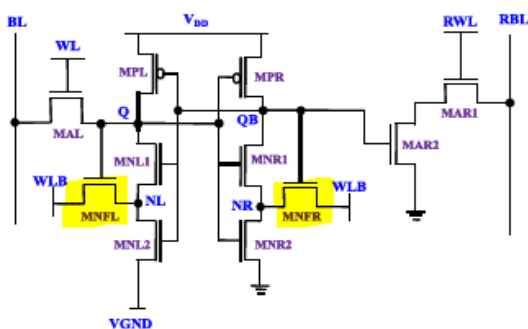 BL
V_DD
RWL
RBL
WL
MPL
MPR
Q
QB
MAR1
MAL
MAR2
MNL1
MNR1
WLB
WLB
MNFL
NL
NR
MNFR
MNL2
MNR2
VGND